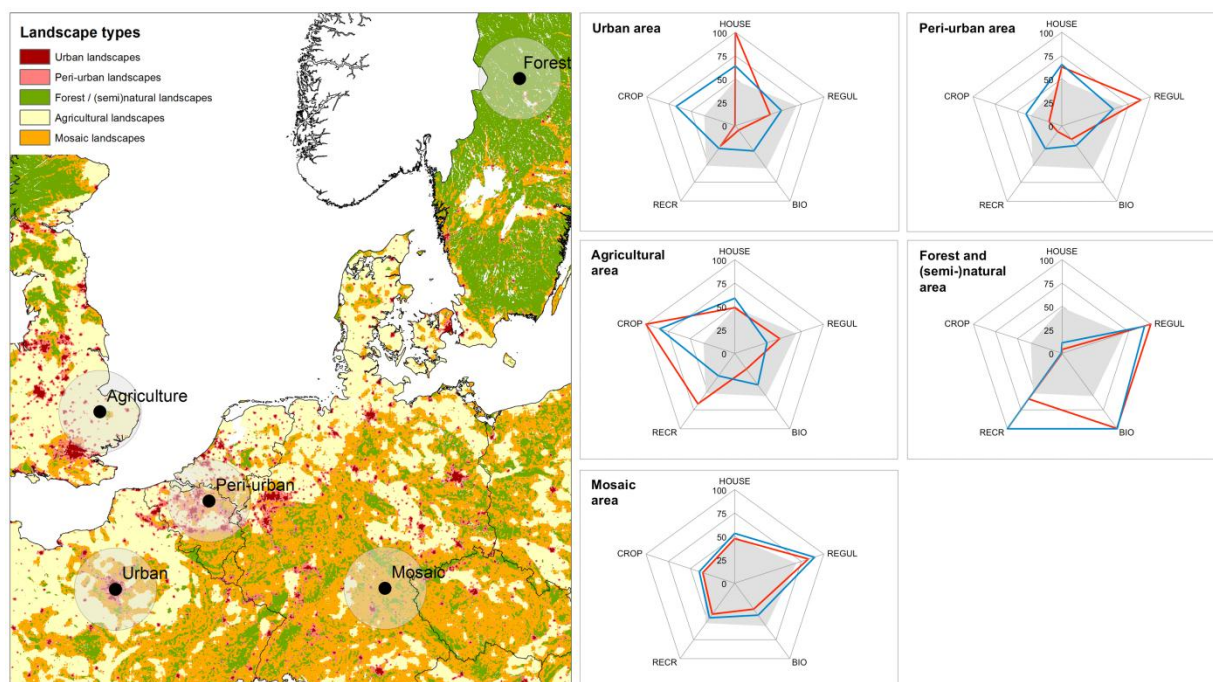 Landscape types
Urban landscapes
Peri-urban landscapes
Forest / (semi)natural landscapes
Agricultural landscapes
Mosaic landscapes
Forest
Agriculture
Peri-urban
Urban
Mosaic
Urban area
HOUSE
100
75
50
25
0
CROP
REGUL
RECR
BIO
Peri-urban area
HOUSE
100
75
50
25
0
CROP
REGUL
RECR
BIO
Agricultural
area
HOUSE
100
75
50
25
0
CROP
REGUL
RECR
BIO
Forest and
(semi-)natural
area
HOUSE
100
75
50
25
0
CROP
REGUL
RECR
BIO
Mosaic
area
HOUSE
100
75
50
25
0
CROP
REGUL
RECR
BIO